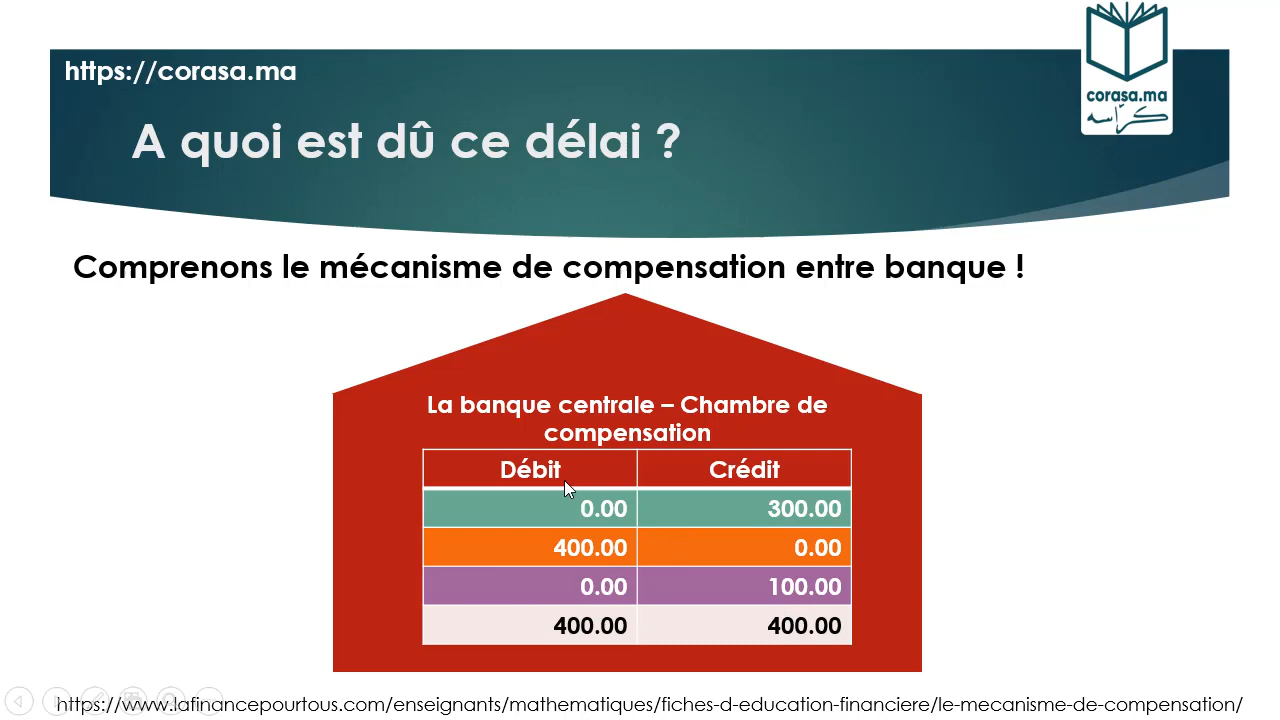 https://corasa.ma
corasa.ma
كراسة
A quoi est dû ce délai ?
Comprenons le mécanisme de compensation entre banque !
La banque centrale – Chambre de
compensation
Débit Crédit
0.00 300.00
400.00 0.00
0.00 100.00
400.00 400.00
https://www.lafinancepourtous.com/enseignants/mathematiques/fiches-d-education-financiere/le-mecanisme-de-compensation/